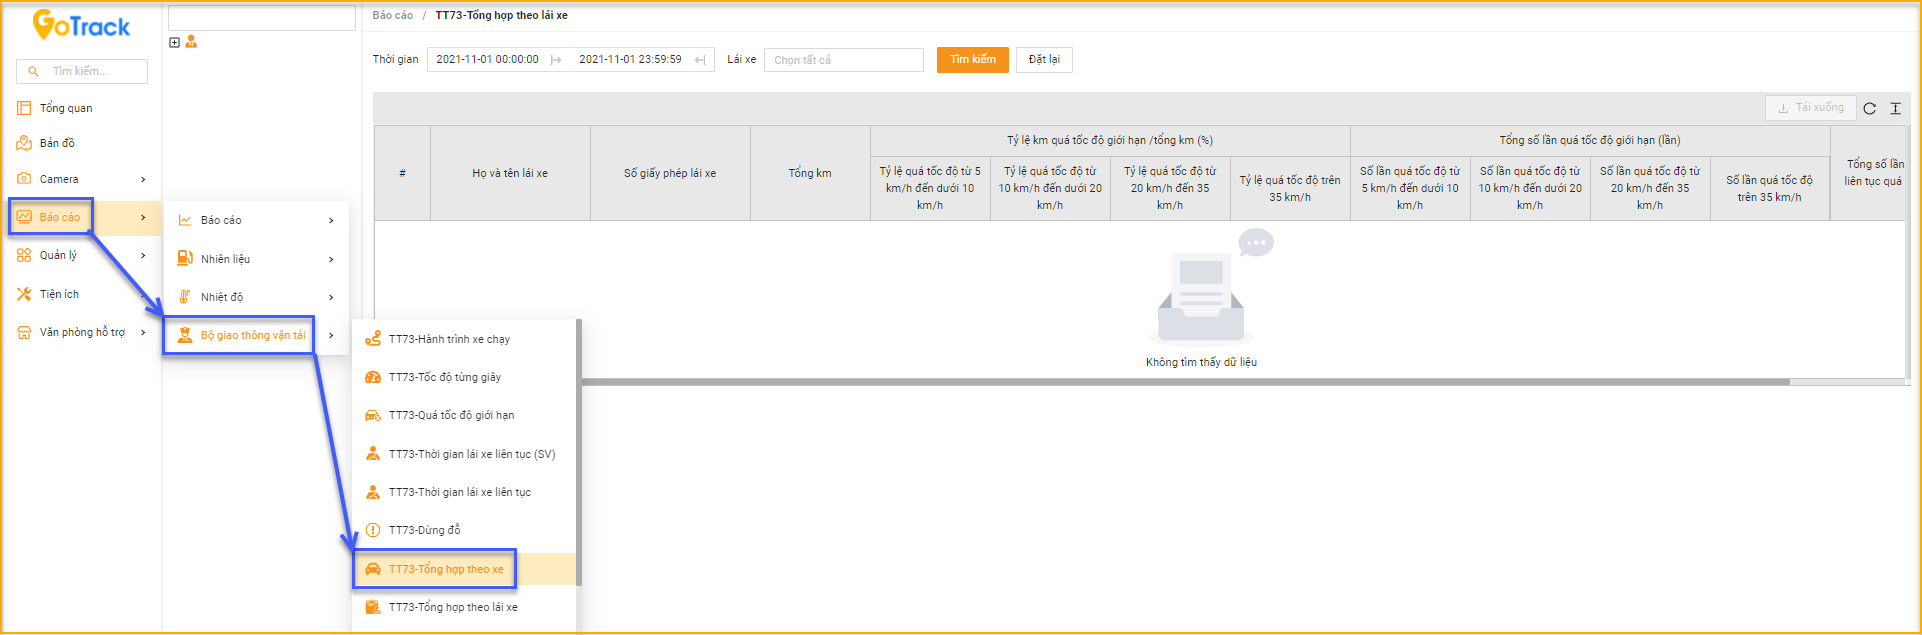 GoTrack
Tìm kiếm...
Tổng quan
Bản đồ
Camera
Báo cáo
Quản lý
Tiện ích
Văn phòng hỗ trợ
Báo cáo
Nhiên liệu
Nhiệt độ
Bộ giao thông vận tải
TT73-Hành trình xe chạy
TT73-Tốc độ từng giây
TT73-Quá tốc độ giới hạn
TT73-Thời gian lái xe liên tục (SV)
TT73-Thời gian lái xe liên tục
TT73-Dừng đỗ
TT73-Tổng hợp theo xe
TT73-Tổng hợp theo lái xe
Báo cáo / TT73-Tổng hợp theo lái xe
Thời gian 2021-11-01 00:00:00 2021-11-01 23:59:59 Lái xe Chọn tất cả Tìm kiếm Đặt lại
Tải xuống
#
Họ và tên lái xe
Số giấy phép lái xe
Tổng km
Tỷ lệ km quá tốc độ giới hạn /tổng km (%)
Tỷ lệ quá tốc độ từ 5
km/h đến dưới 10
km/h
Tỷ lệ quá tốc độ từ
10 km/h đến dưới 20
km/h
Tỷ lệ quá tốc độ từ
20 km/h đến 35
km/h
Tỷ lệ quá tốc độ trên
35 km/h
Tổng số lần quá tốc độ giới hạn (lần)
Số lần quá tốc độ từ
5 km/h đến dưới 10
km/h
Số lần quá tốc độ từ
10 km/h đến dưới 20
km/h
Số lần quá tốc độ từ
20 km/h đến 35
km/h
Số lần quá tốc độ
trên 35 km/h
Tổng số lần
liên tục quá
Không tìm thấy dữ liệu